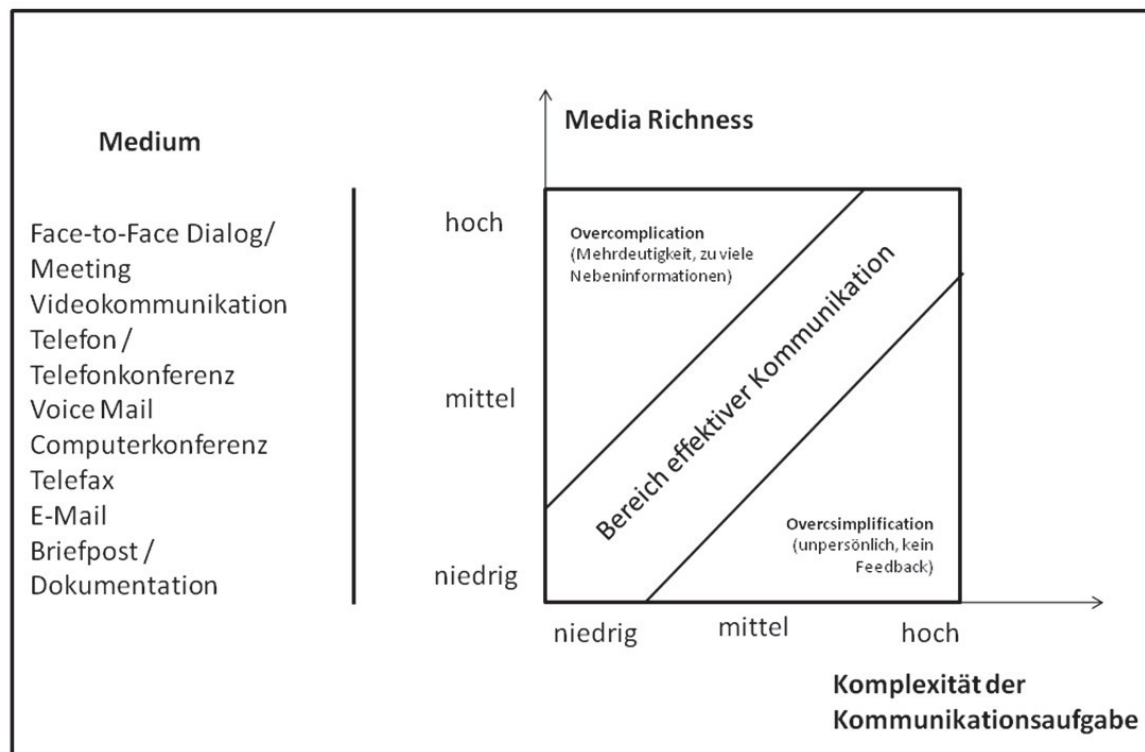 Medium
Face-to-Face Dialog/
Meeting
Videokommunikation
Telefon /
Telefonkonferenz
Voice Mail
Computerkonferenz
Telefax
E-Mail
Briefpost /
Dokumentation
Media Richness
hoch
mittel
niedrig
Overcomplication
(Mehrdeutigkeit, zu viele
Nebeninformationen)
Bereich effektiver Kommunikation
Overcsimplification
(unpersönlich, kein
Feedback)
niedrig
mittel
hoch
Komplexität der
Kommunikationsaufgabe